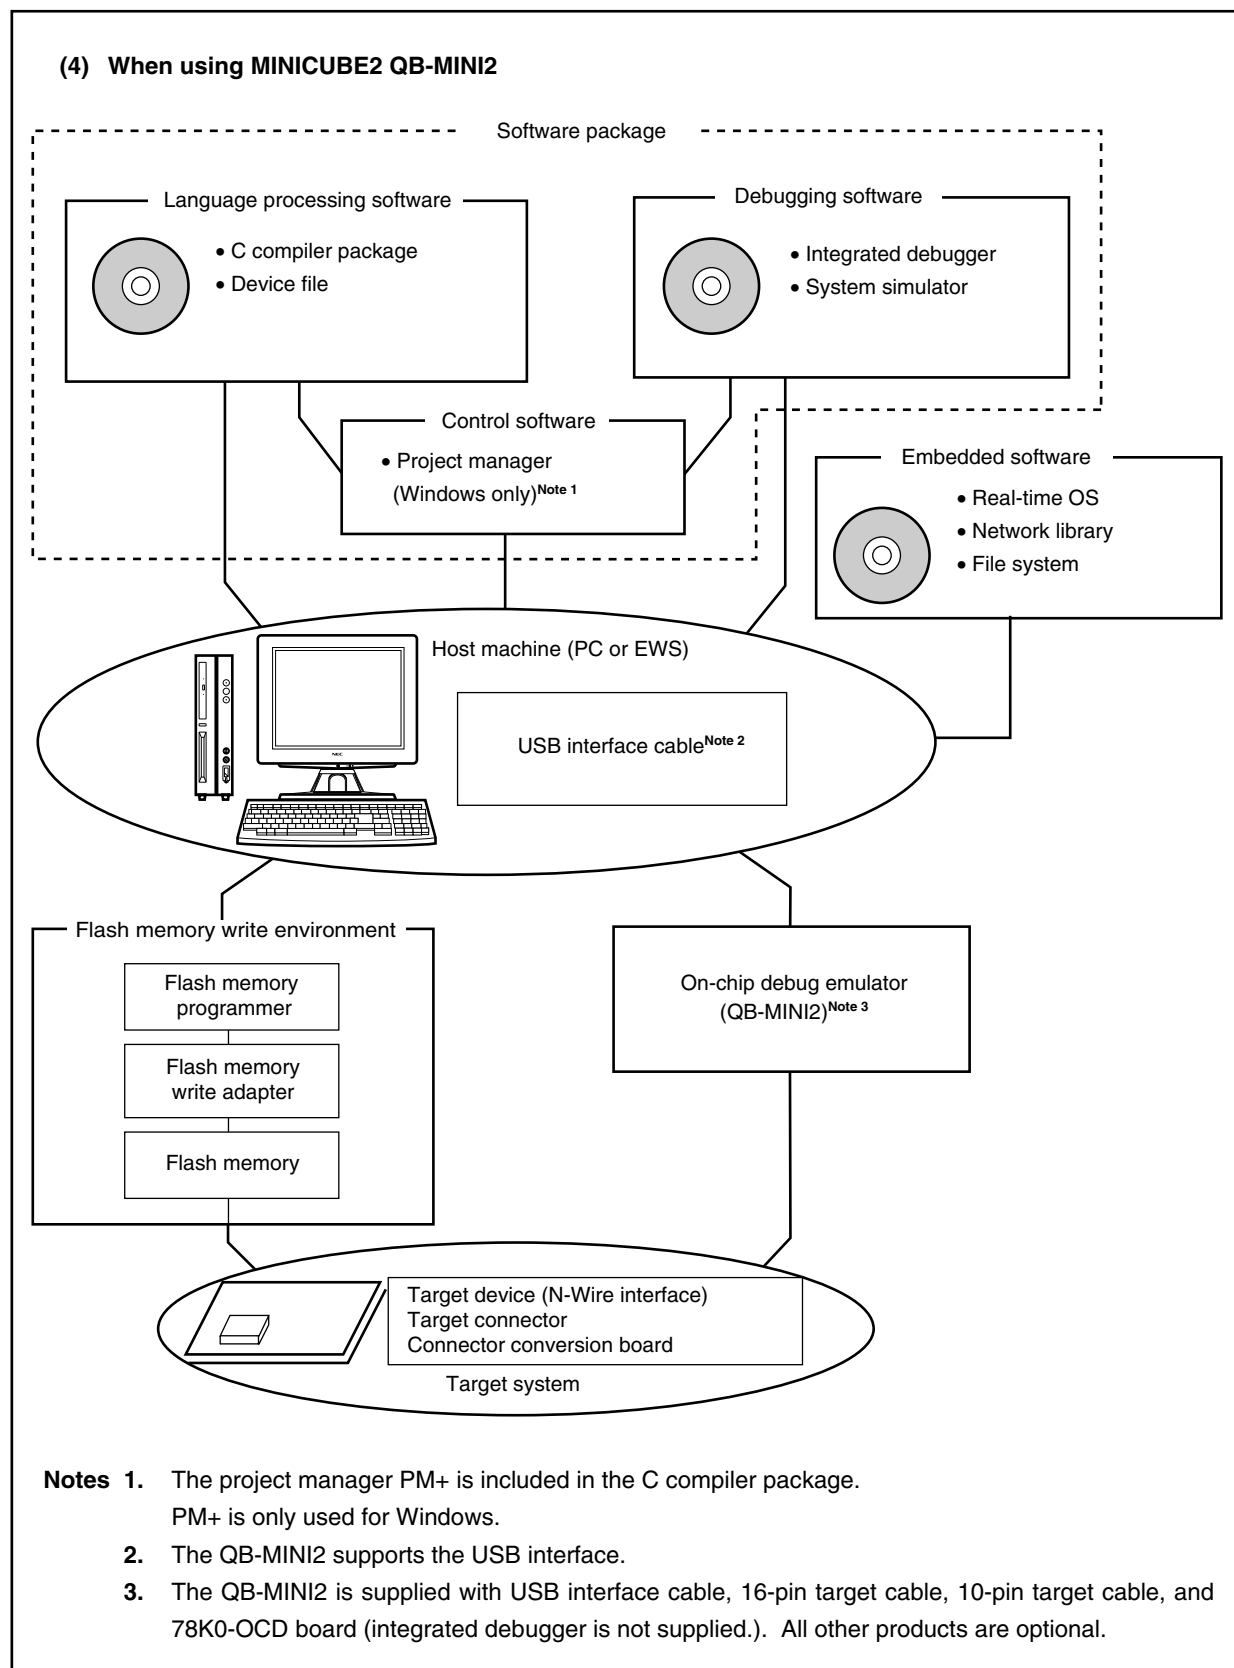 (4) When using MINICUBE2 QB-MINI2
Software package
Language processing software
• C compiler package
• Device file
Debugging software
• Integrated debugger
• System simulator
Control software
• Project manager
(Windows only)Note 1
Embedded software
• Real-time OS
• Network library
• File system
Host machine (PC or EWS)
NEC
USB interface cableNote 2
Flash memory write environment
Flash memory
programmer
Flash memory
write adapter
Flash memory
On-chip debug emulator
(QB-MINI2)Note 3
Target device (N-Wire interface)
Target connector
Connector conversion board
Target system
Notes 1. The project manager PM+ is included in the C compiler package.
PM+ is only used for Windows.
2. The QB-MINI2 supports the USB interface.
3. The QB-MINI2 is supplied with USB interface cable, 16-pin target cable, 10-pin target cable, and
78K0-OCD board (integrated debugger is not supplied.). All other products are optional.